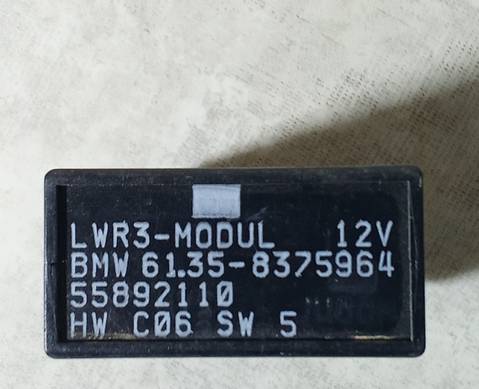 LWR3-MODUL 12V
BMW 61.35-8375964
55892110
HW C06 SW 5